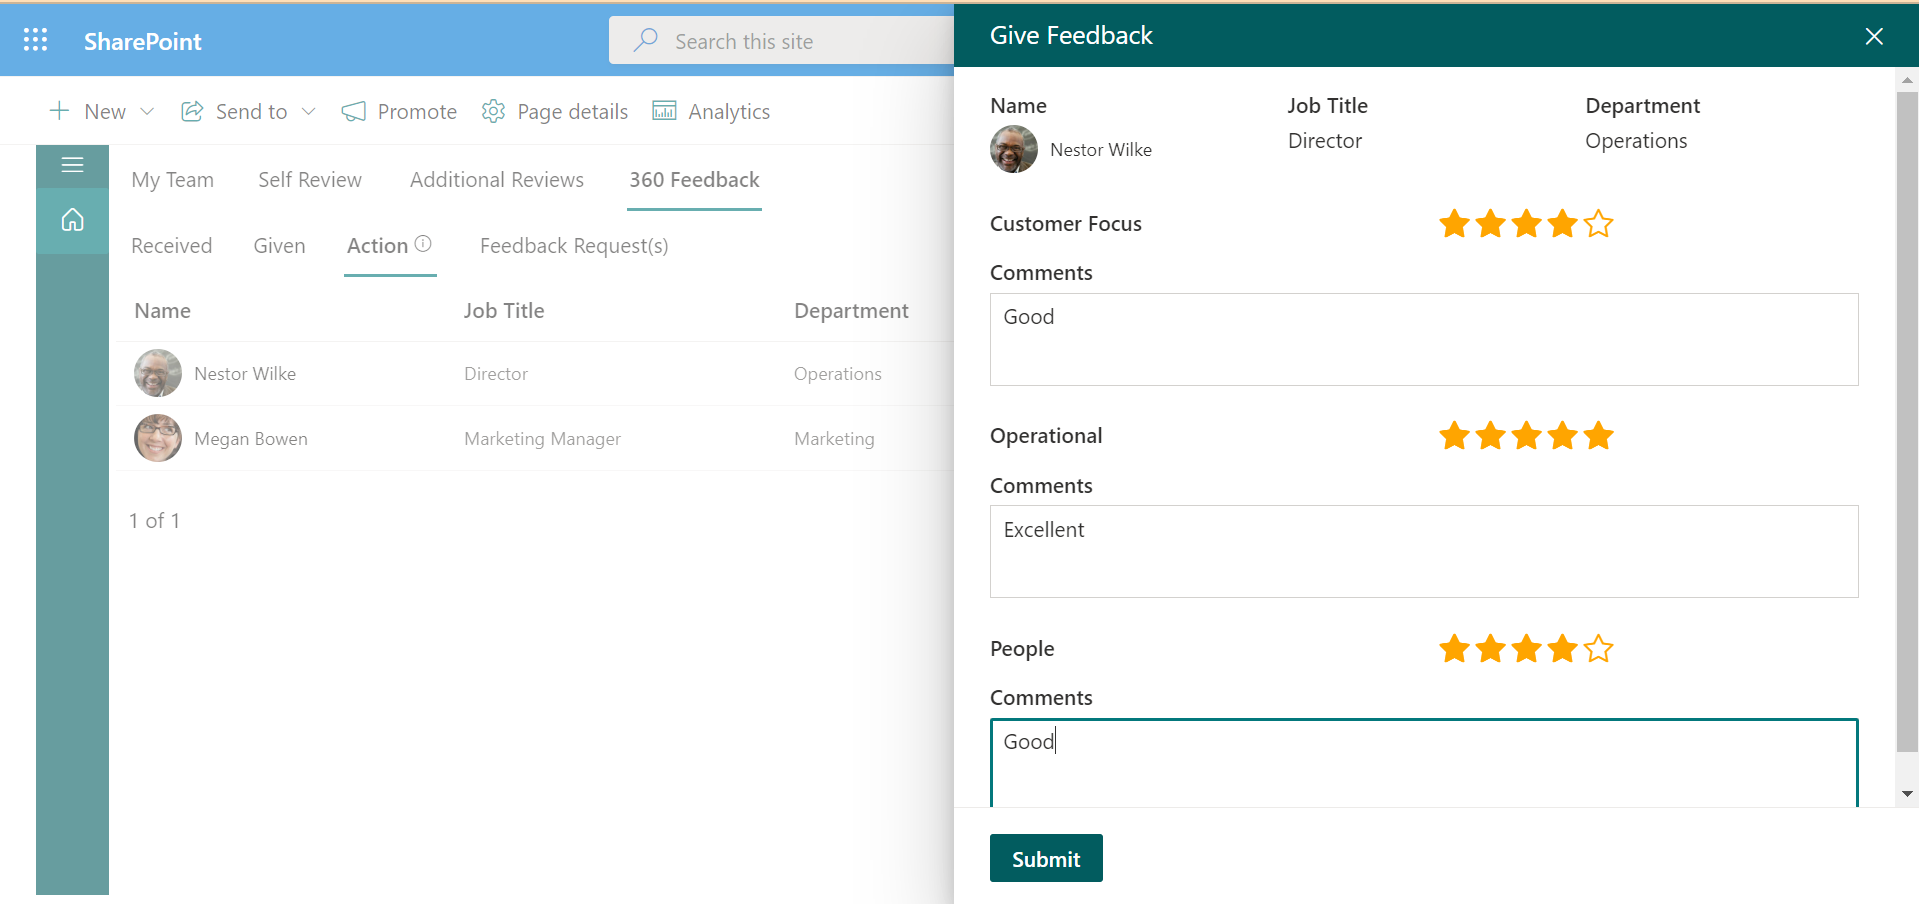 SharePoint
Search this site
New
Send to
Promote
Page details
Analytics
My Team
Self Review
Additional Reviews
360 Feedback
Received
Given
Action
Feedback Request(s)
Name Job Title Department
Nestor Wilke Director Operations
Megan Bowen Marketing Manager Marketing
1 of 1
Give Feedback
Name Job Title Department
Nestor Wilke Director Operations
Customer Focus
Comments
Good
Operational
Comments
Excellent
People
Comments
Good
Submit